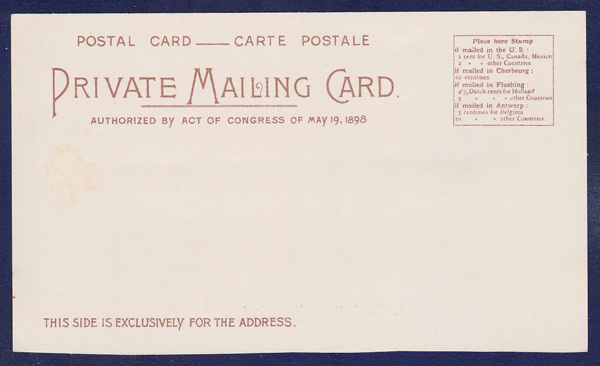 POSTAL CARD — CARTE POSTALE
PRIVATE MAILING CARD.
AUTHORIZED BY ACT OF CONGRESS OF MAY 19, 1898
Place here Stamp
if mailed in the U. S. :
1 cent for U. S., Canada, Mexico
2 " " other Countries
if mailed in Cherbourg :
10 centimes
if mailed in Flushing :
2½ Dutch cents for Holland
5 " " other Countries
if mailed in Antwerp :
5 centimes for Belgium
10 " " other Countries.
THIS SIDE IS EXCLUSIVELY FOR THE ADDRESS.